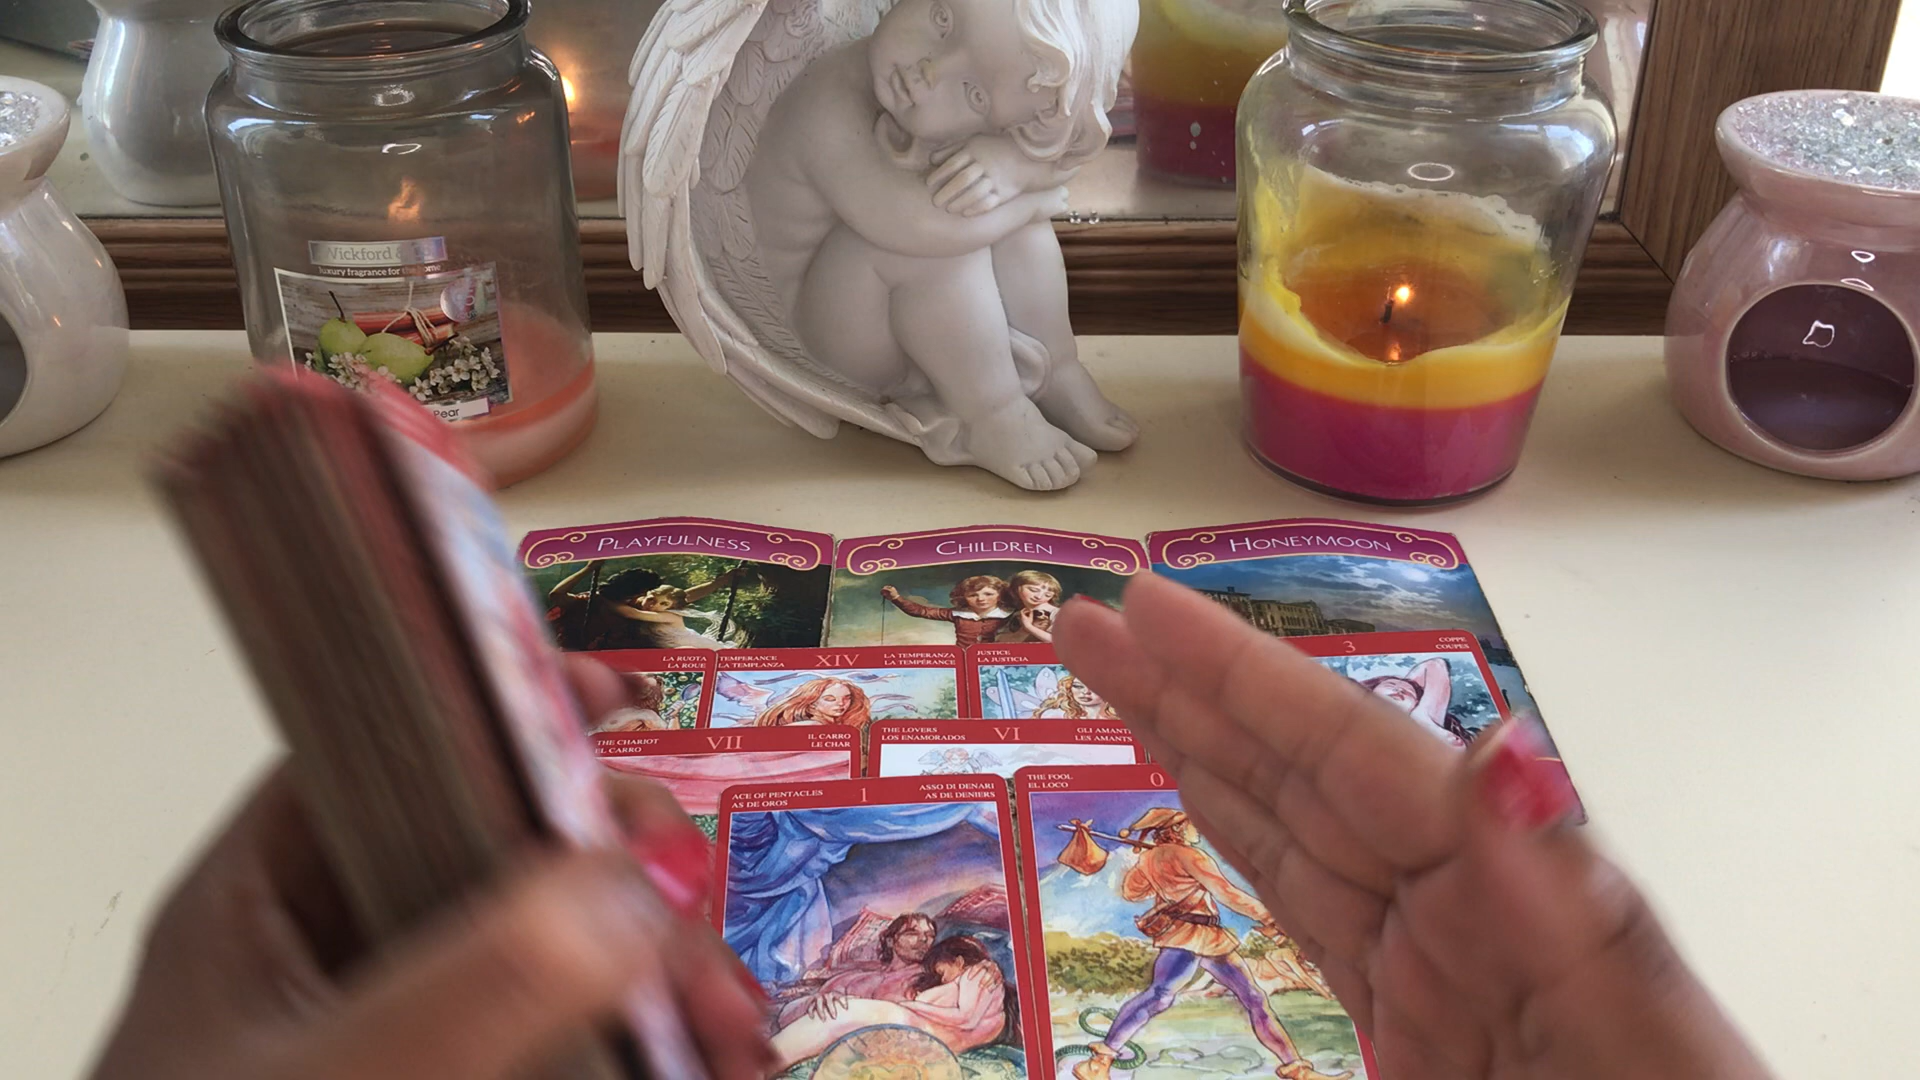 Wickford &
luxury fragrance for the home
Pear
PLAYFULNESS
CHILDREN
HONEYMOON
LA RUOTA
LA ROUE
TEMPERANCE
LA TEMPLANZA
XIV
LA TEMPERANZA
LA TEMPÉRANCE
JUSTICE
LA JUSTICIA
3
COPPE
COUPES
THE CHARIOT
EL CARRO
VII
IL CARRO
LE CHAR
THE LOVERS
LOS ENAMORADOS
VI
GLI AMANTI
LES AMANTS
ACE OF PENTACLES
AS DE OROS
1
ASSO DI DENARI
AS DE DENIERS
THE FOOL
EL LOCO
0